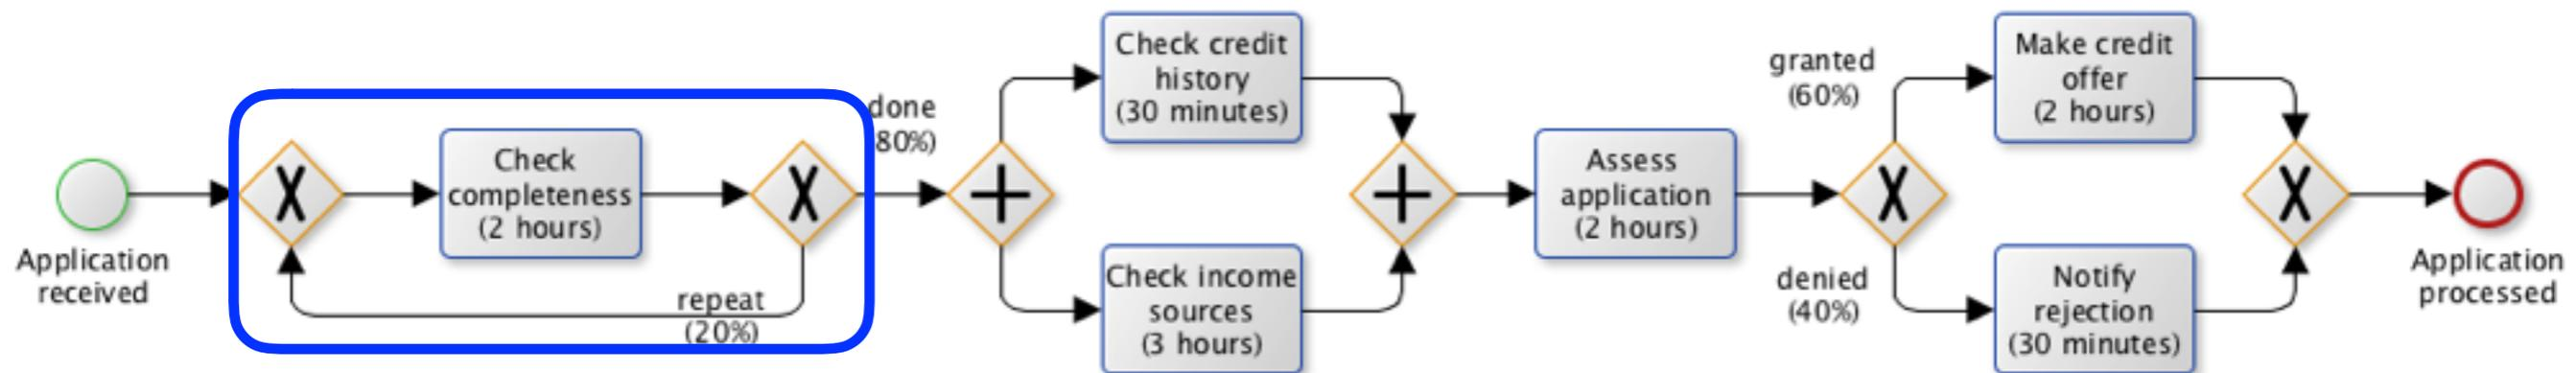 Application
received
Check
completeness
(2 hours)
repeat
(20%)
done
80%)
Check credit
history
(30 minutes)
Check income
sources
(3 hours)
Assess
application
(2 hours)
granted
(60%)
denied
(40%)
Make credit
offer
(2 hours)
Notify
rejection
(30 minutes)
Application
processed